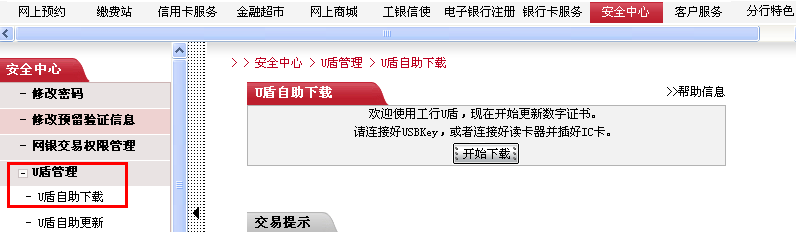 网上预约 缴费站 信用卡服务 金融超市 网上商城 工银信使 电子银行注册 银行卡服务 安全中心 客户服务 分行特色
安全中心
- 修改密码
- 修改预留验证信息
- 网银交易权限管理
- U盾管理
- U盾自助下载
- U盾自助更新
> > 安全中心 > U盾管理 > U盾自助下载
U盾自助下载
>>帮助信息
欢迎使用工行U盾，现在开始更新数字证书。
请连接好USBKey，或者连接好读卡器并插好IC卡。
开始下载
交易提示